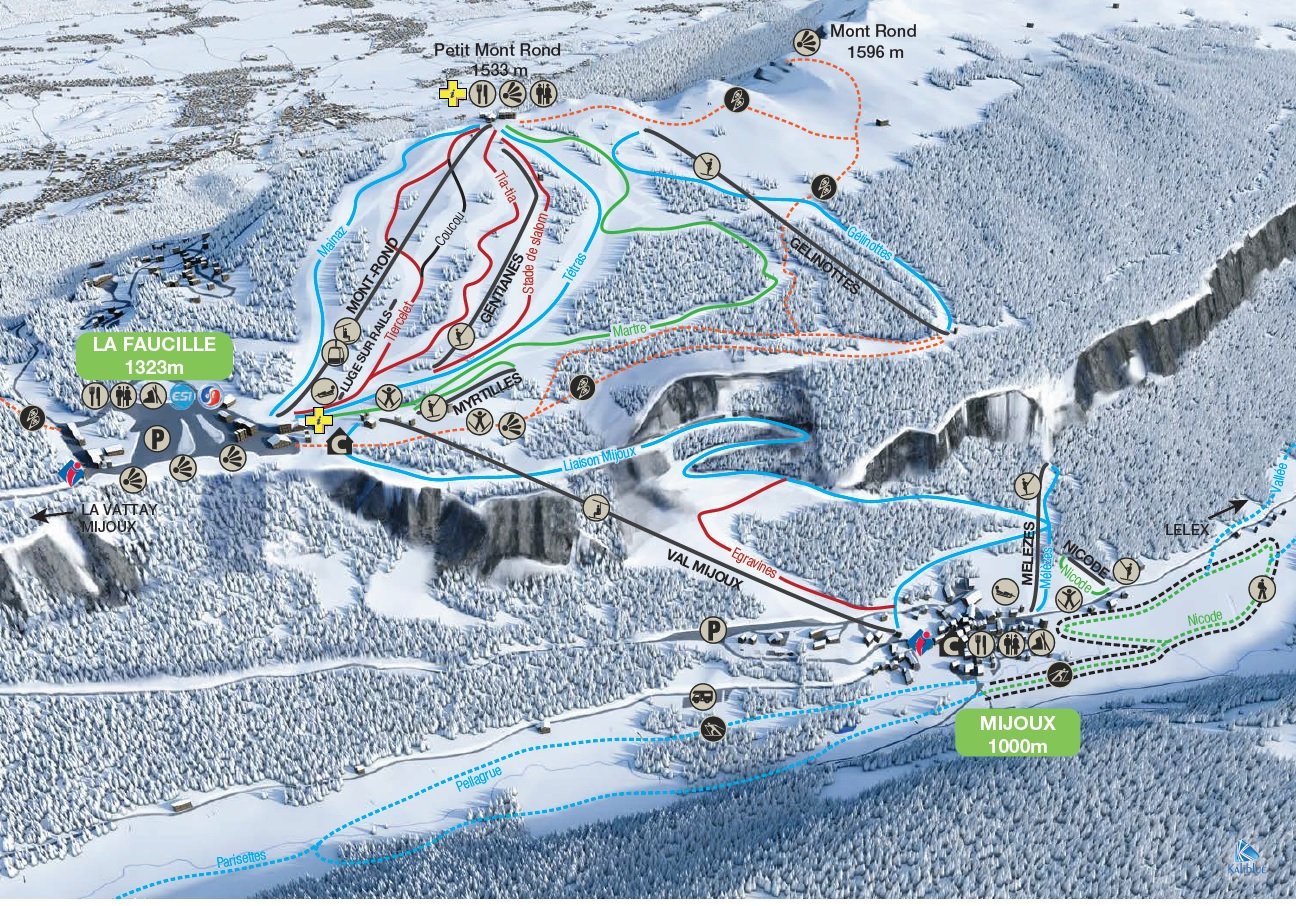 Mont Rond
1596 m
Petit Mont Rond
1533 m
i
Mainaz
MONT-ROND
Coucou
Tia-tia
Stade de slalom
GENTIANES
Tétras
GÉLINOTTES
Gélinottes
LUGE SUR RAILS
Tiercelet
Martre
MYRTILLES
LA FAUCILLE
1323m
ESI
P
i
C
Liaison Mijoux
LA VATTAY
MIJOUX
Egravines
VAL MIJOUX
MELEZES
Mélèzes
NICODE
Nicode
LELEX
Vallée
Nicode
P
C
MIJOUX
1000m
Pellagrue
Parisettes
KALIBLUE